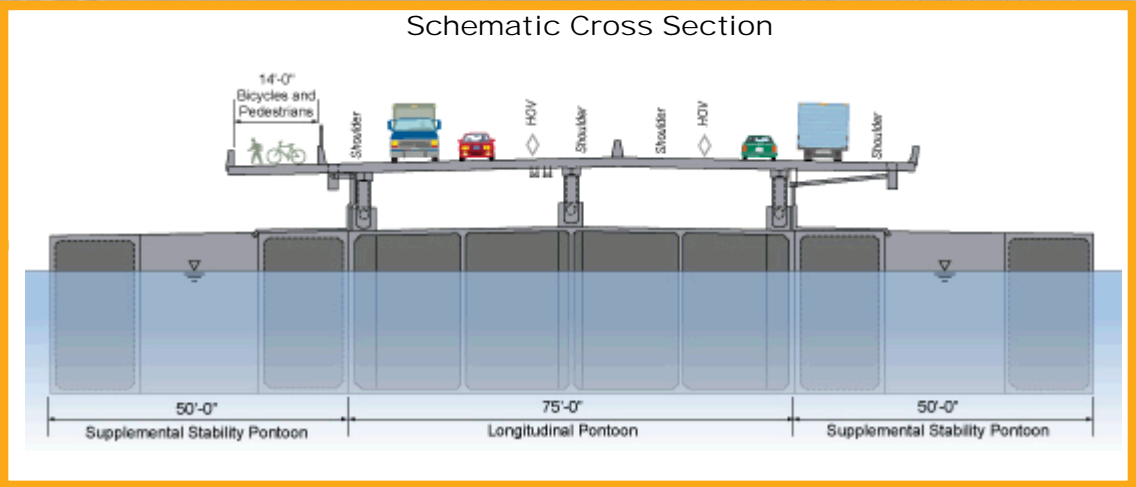 Schematic Cross Section
14'-0"
Bicycles and
Pedestrians
Shoulder
HOV
Shoulder
Shoulder
HOV
Shoulder
50'-0"
75'-0"
50'-0"
Supplemental Stability Pontoon
Longitudinal Pontoon
Supplemental Stability Pontoon